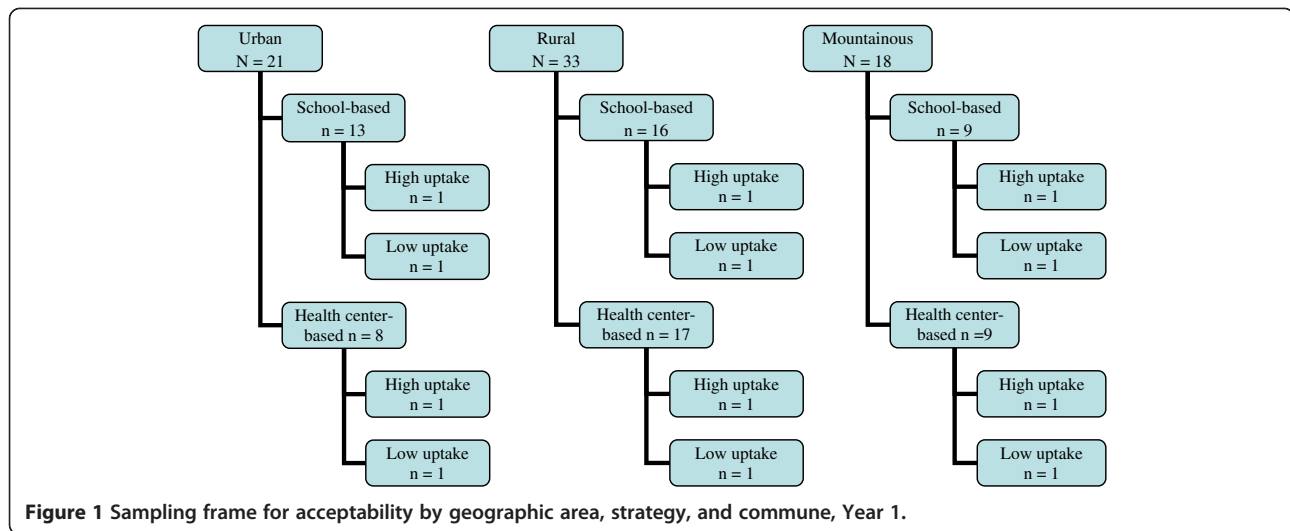 Urban
N = 21
School-based
n = 13
High uptake
n = 1
Low uptake
n = 1
Health center-
based n = 8
High uptake
n = 1
Low uptake
n = 1
Rural
N = 33
School-based
n = 16
High uptake
n = 1
Low uptake
n = 1
Health center-
based n = 17
High uptake
n = 1
Low uptake
n = 1
Mountainous
N = 18
School-based
n = 9
High uptake
n = 1
Low uptake
n = 1
Health center-
based n =9
High uptake
n = 1
Low uptake
n = 1
Figure 1 Sampling frame for acceptability by geographic area, strategy, and commune, Year 1.